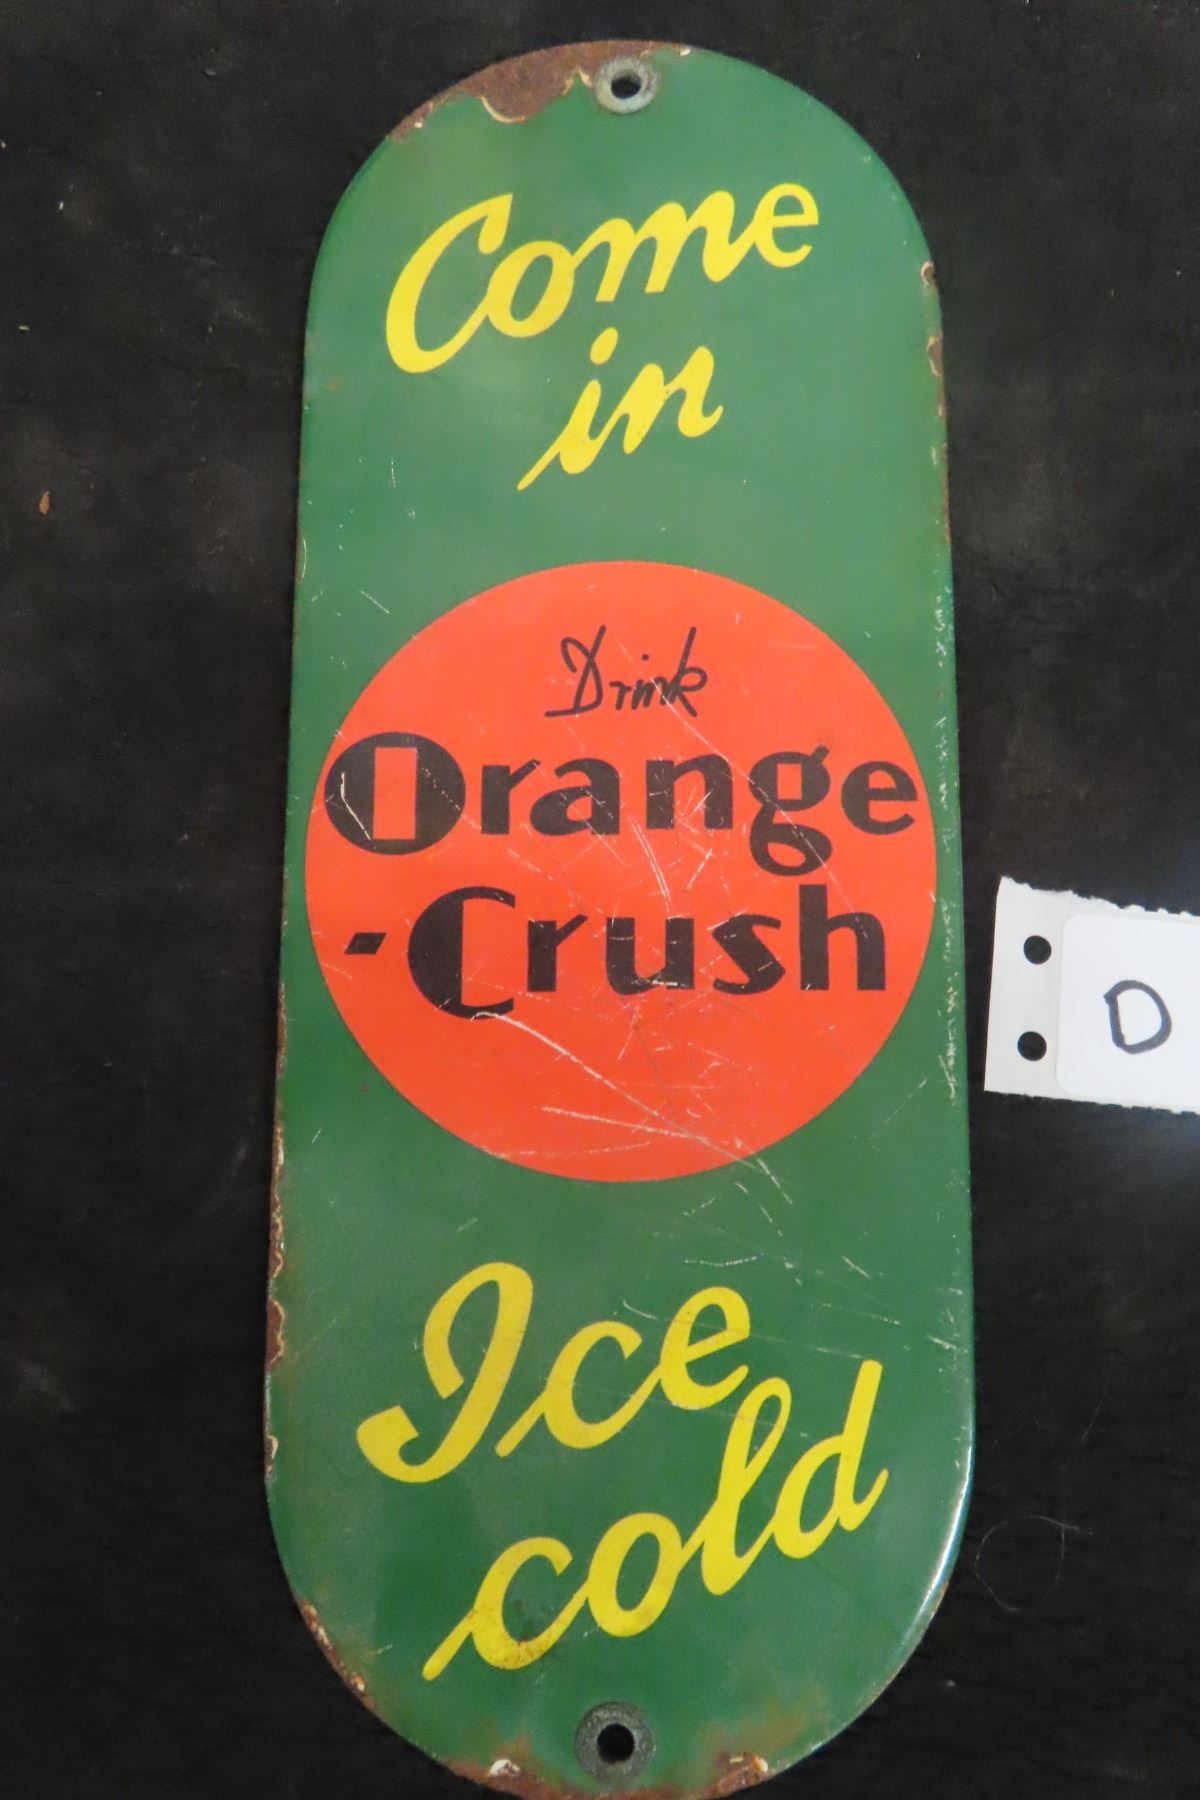 Come
in
Drink
Orange
-Crush
D
Ice
cold